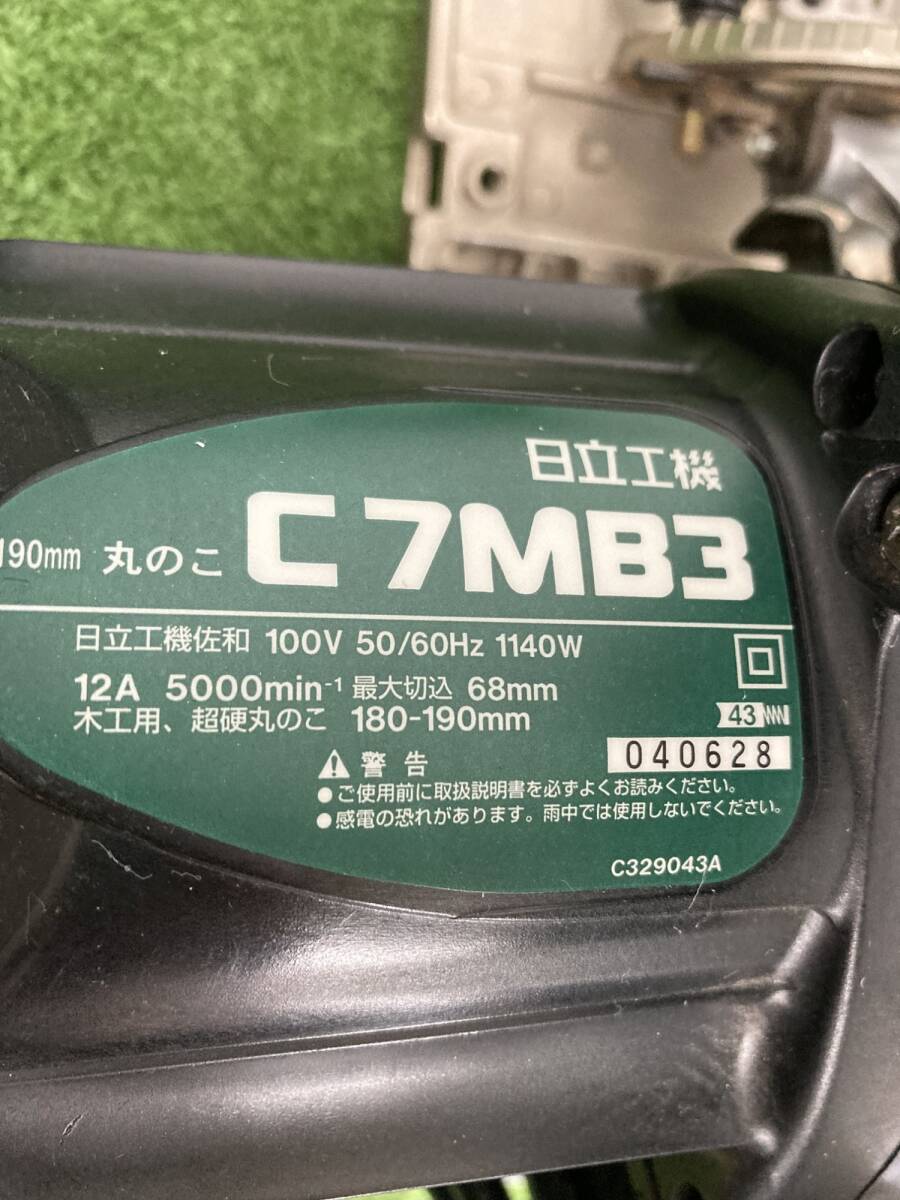 日立工機
190mm 丸のこ C7MB3
日立工機佐和 100V 50/60Hz 1140W
12A 5000min⁻¹ 最大切込 68mm
木工用、超硬丸のこ 180-190mm
43
040628
警告
●ご使用前に取扱説明書を必ずよくお読みください。
●感電の恐れがあります。雨中では使用しないでください。
C329043A